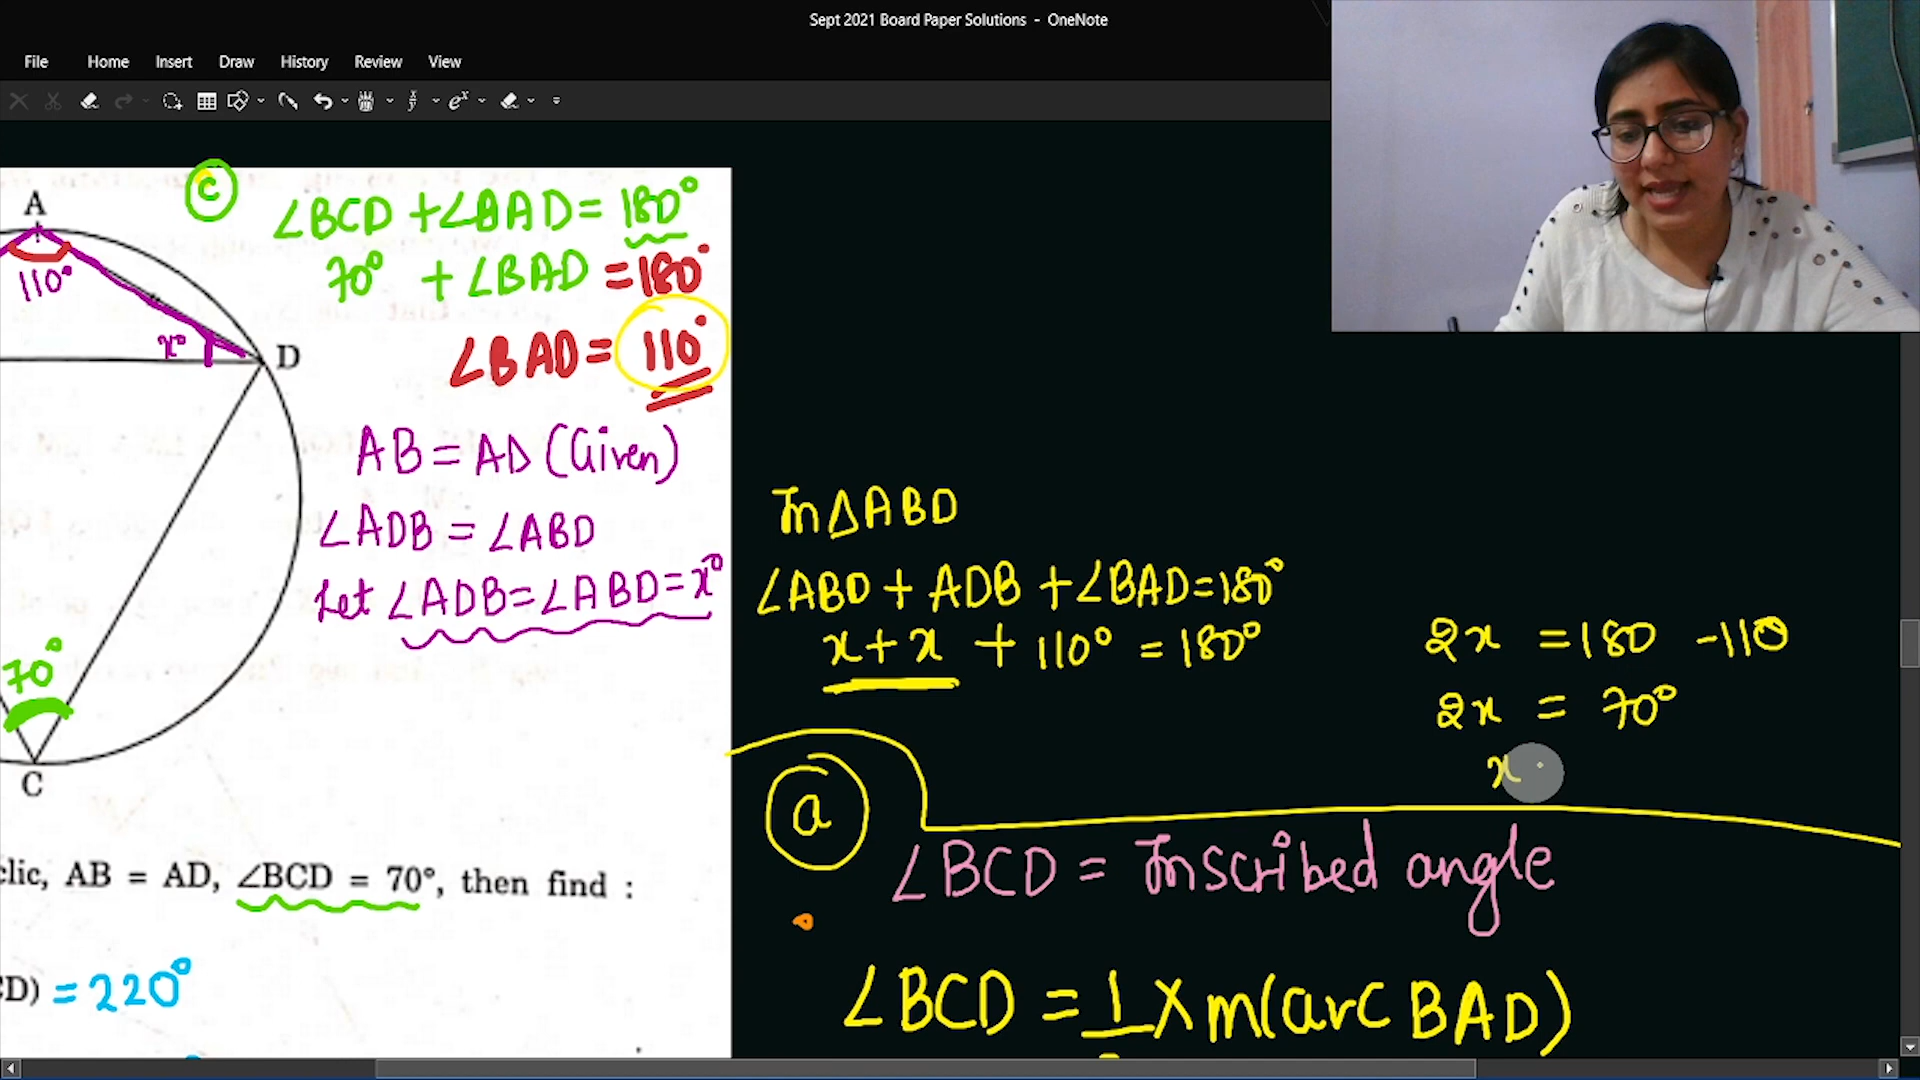 Sept 2021 Board Paper Solutions - OneNote
File Home Insert Draw History Review View
A
110°
x°
D
70°
C
c
∠BCD + ∠BAD = 180°
70° + ∠BAD = 180°
∠BAD = 110°
AB = AD (Given)
∠ADB = ∠ABD
Let ∠ADB = ∠ABD = x°
clic, AB = AD, ∠BCD = 70°, then find :
CD) = 220°
In △ABD
∠ABD + ADB + ∠BAD = 180°
x + x + 110° = 180°
2x = 180 - 110
2x = 70°
x
a
∠BCD = Inscribed angle
∠BCD = 1 × m(arc BAD)